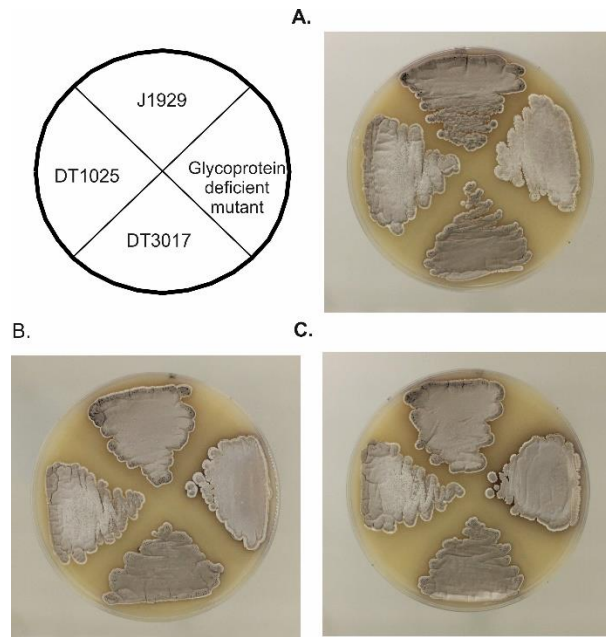 A.
J1929
DT1025
Glycoprotein
deficient
mutant
DT3017
B.
C.